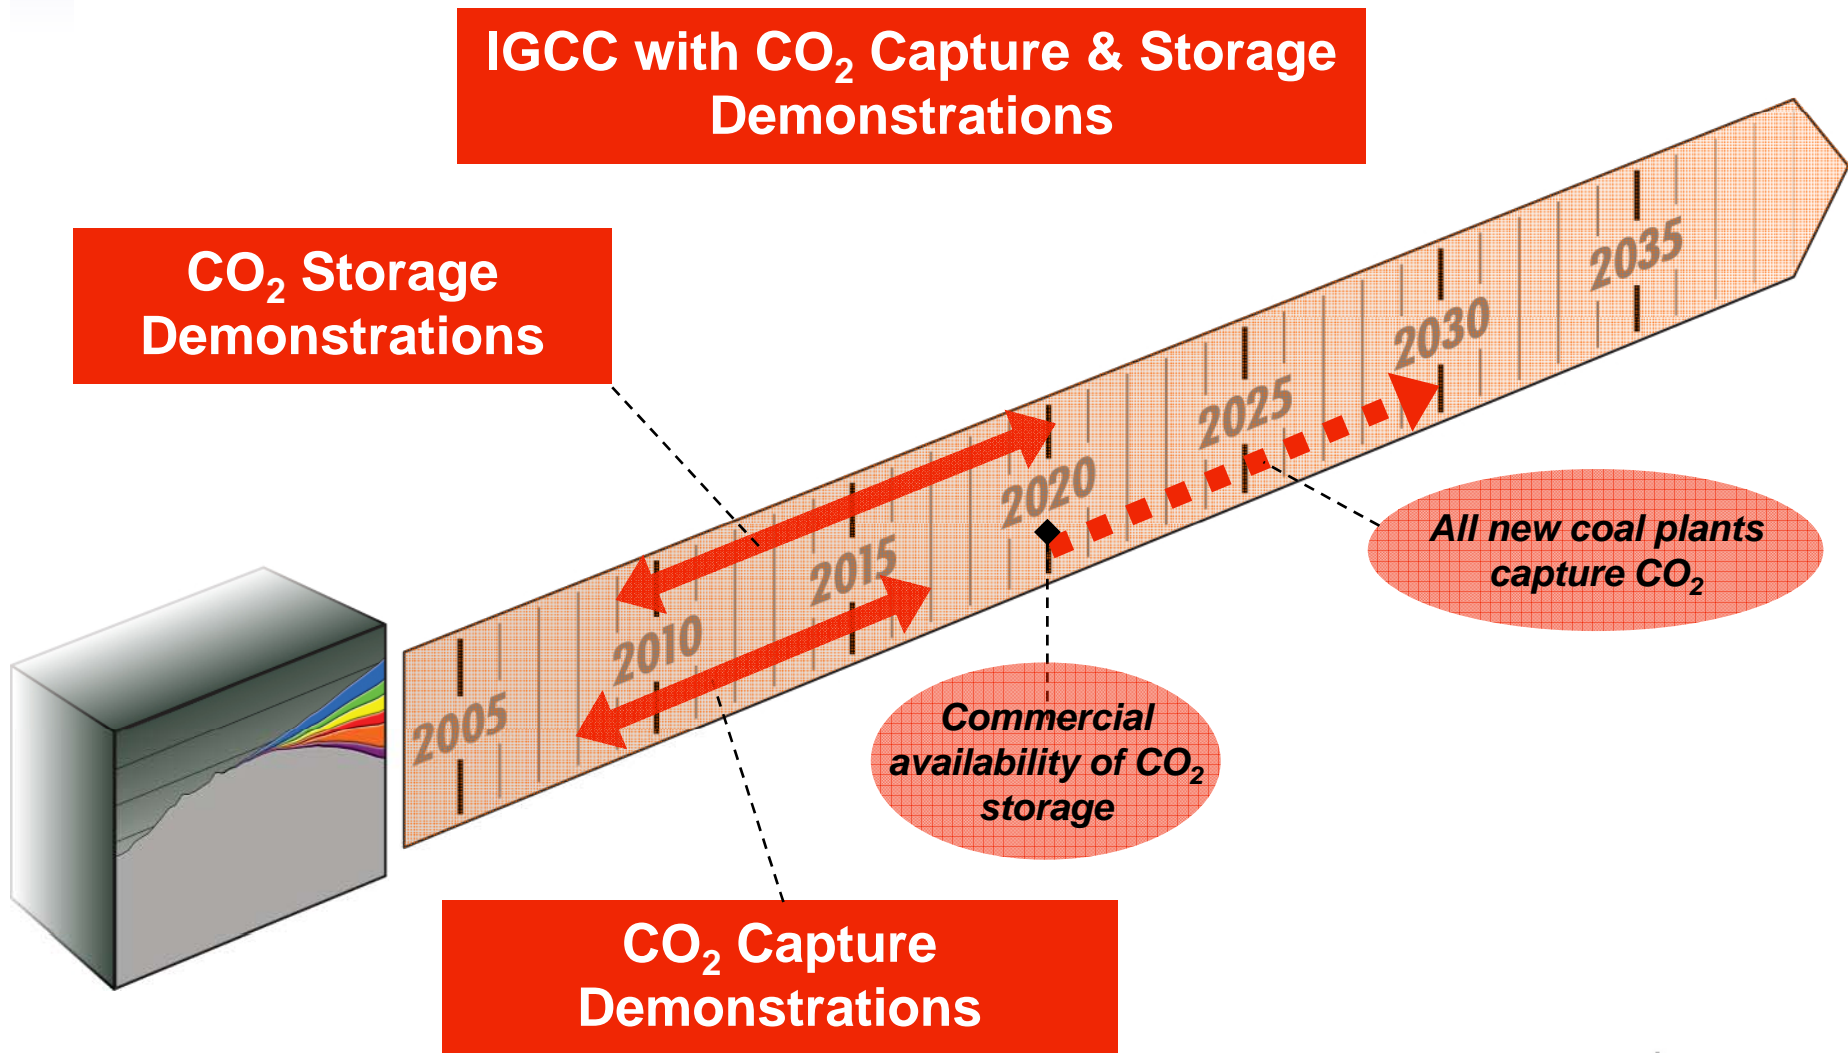 IGCC with CO₂ Capture & Storage
Demonstrations
CO₂ Storage
Demonstrations
2005
2010
2015
2020
2025
2030
2035
All new coal plants
capture CO₂
Commercial
availability of CO₂
storage
CO₂ Capture
Demonstrations